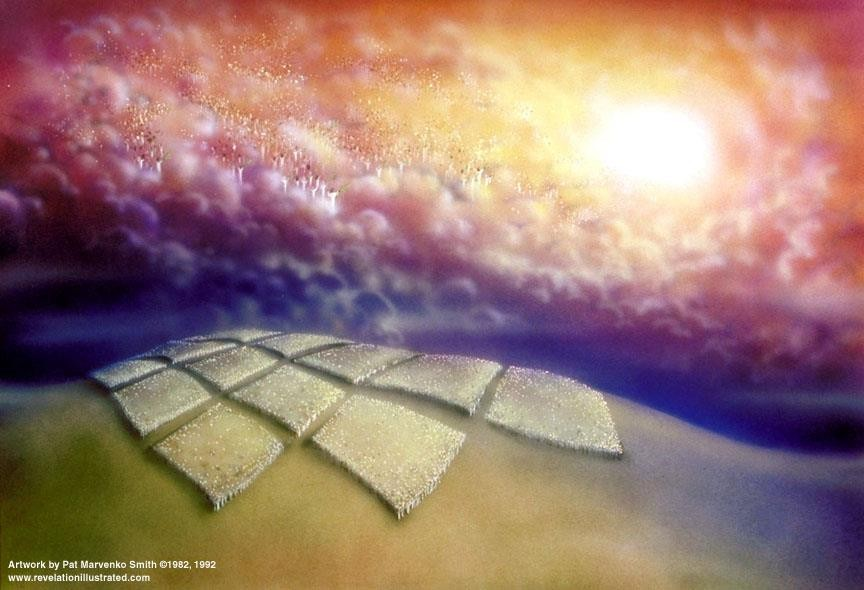 Artwork by Pat Marvenko Smith ©1982, 1992
www.revelationillustrated.com